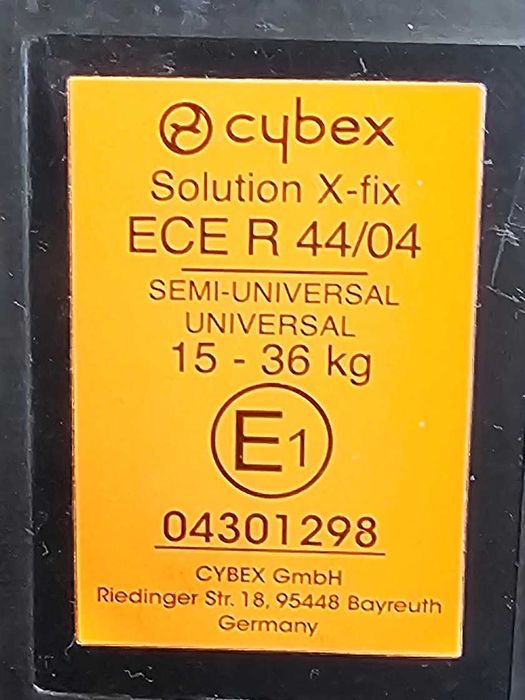 cybex
Solution X-fix
ECE R 44/04
SEMI-UNIVERSAL
UNIVERSAL
15 - 36 kg
E1
04301298
CYBEX GmbH
Riedinger Str. 18, 95448 Bayreuth
Germany